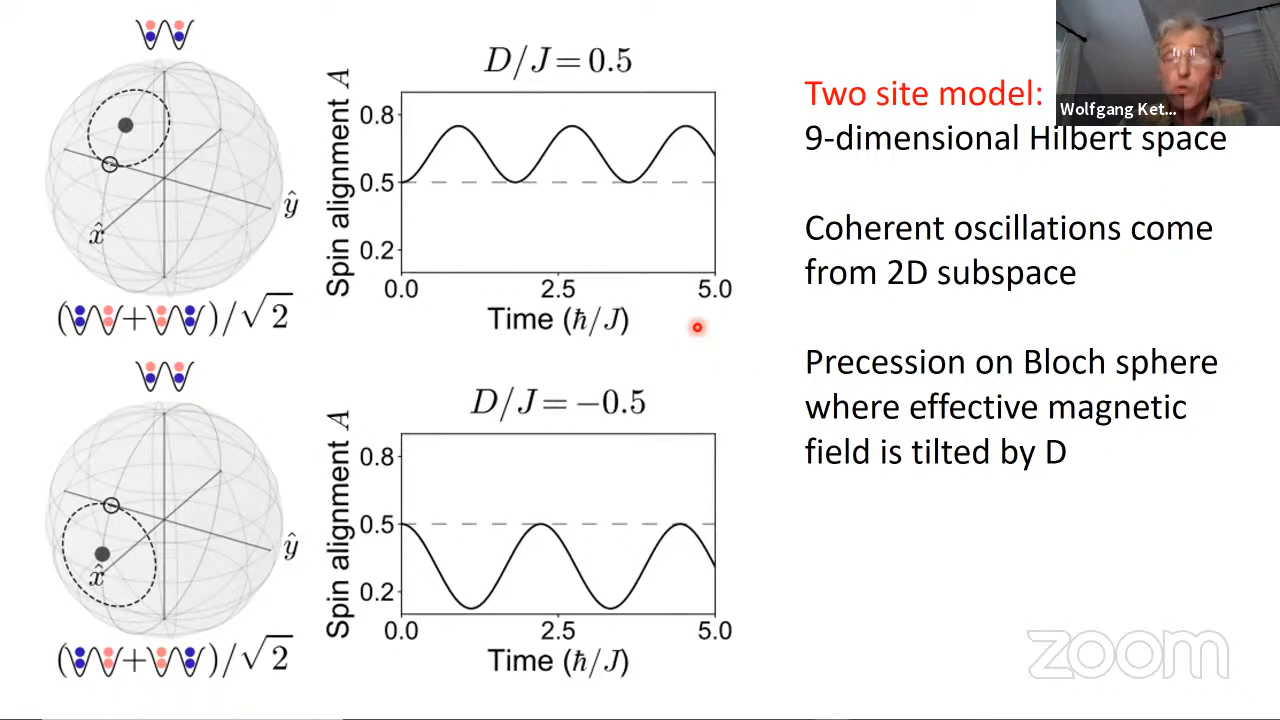 D/J = 0.5
Spin alignment A
0.8
0.5
0.2
0.0 2.5 5.0
Time (ħ/J)
x̂
ŷ
( + )/√2
D/J = −0.5
Spin alignment A
0.8
0.5
0.2
0.0 2.5 5.0
Time (ħ/J)
x̂
ŷ
( + )/√2
Two site model:
9-dimensional Hilbert space
Coherent oscillations come
from 2D subspace
Precession on Bloch sphere
where effective magnetic
field is tilted by D
Wolfgang Ket...
zoom